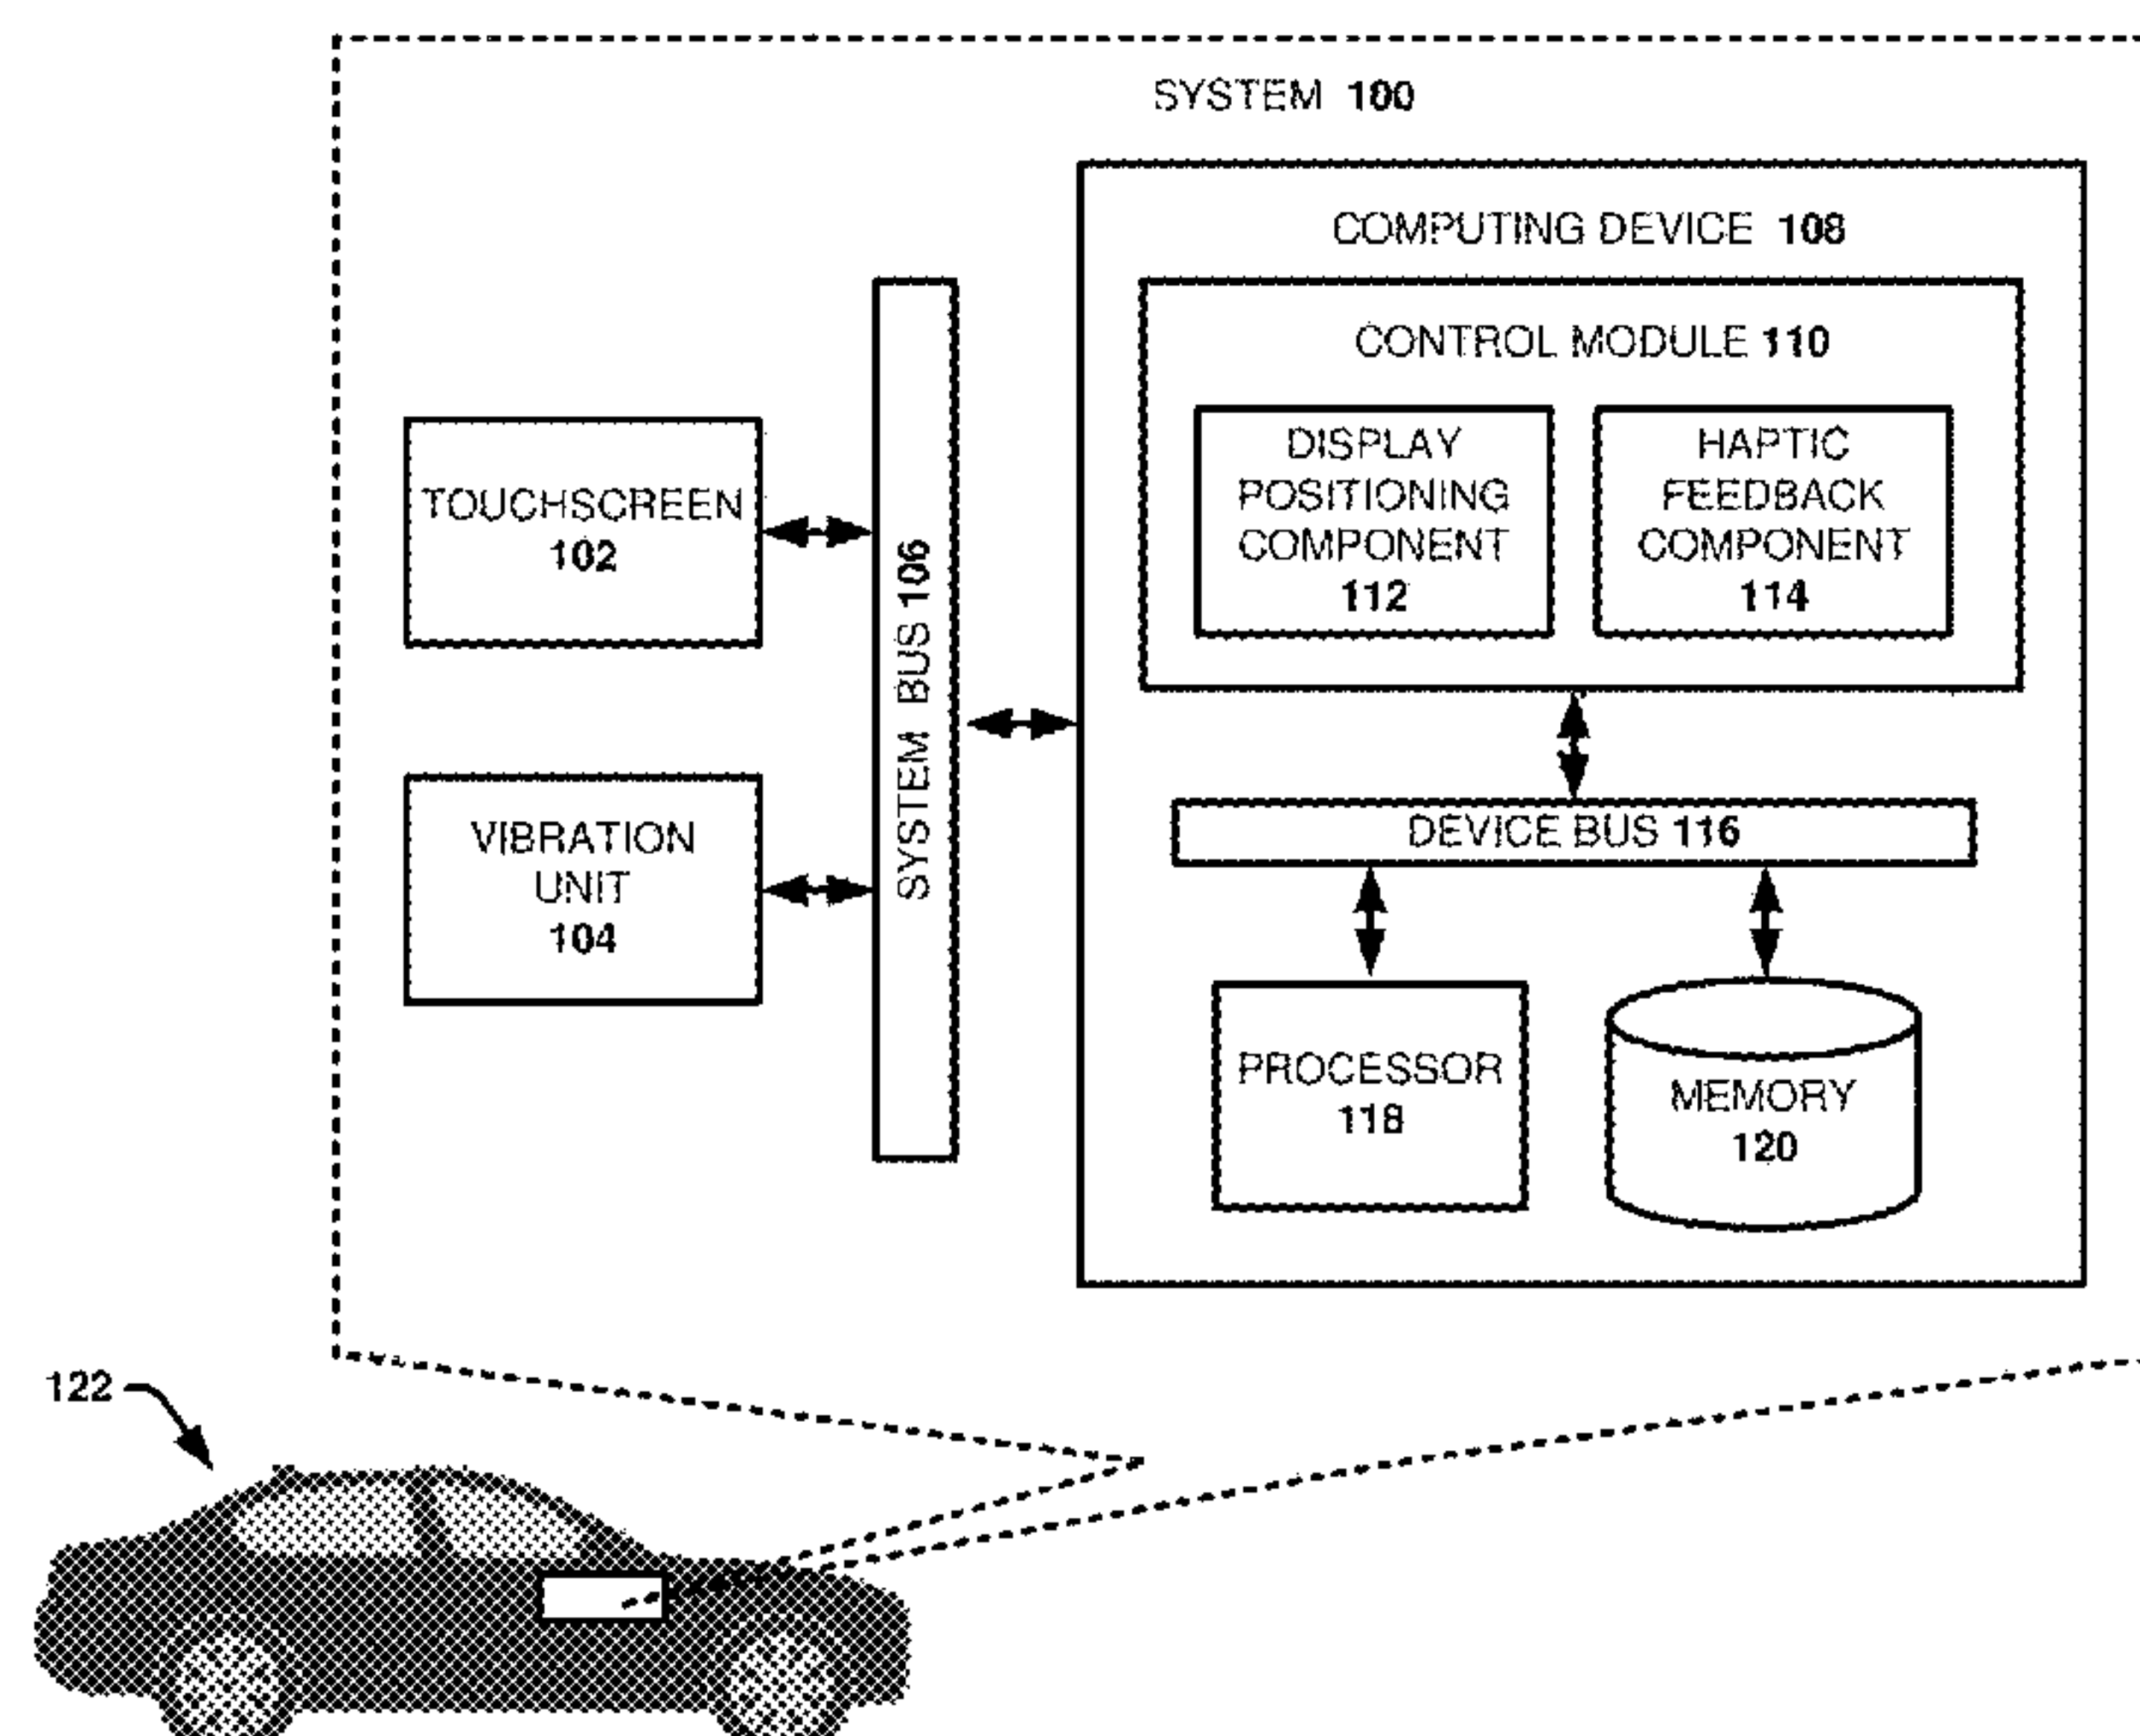 SYSTEM 100
COMPUTING DEVICE 108
CONTROL MODULE 110
DISPLAY
POSITIONING
COMPONENT
112
HAPTIC
FEEDBACK
COMPONENT
114
TOUCHSCREEN
102
SYSTEM BUS 106
VIBRATION
UNIT
104
DEVICE BUS 116
PROCESSOR
118
MEMORY
120
122